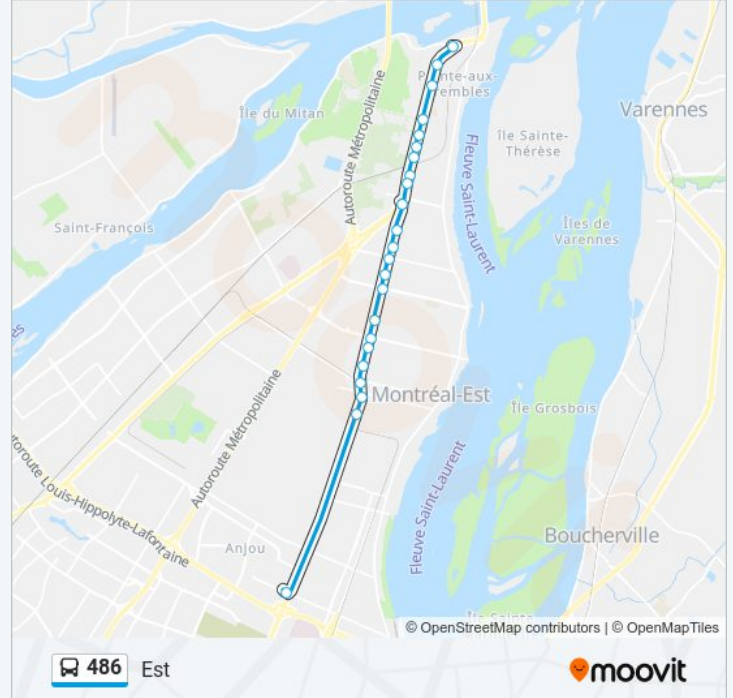 Pointe-aux-
Trembles
Varennes
Île du Mitan
Autoroute Métropolitaine
île Sainte-
Thérèse
Fleuve Saint-Laurent
Saint-François
Îles de
Varennes
Montréal-Est
Île Grosbois
Autoroute Métropolitaine
Autoroute Louis-Hippolyte-Lafontaine
Fleuve Saint-Laurent
Anjou
Boucherville
© OpenStreetMap contributors | © OpenMapTiles
486 Est
moovit